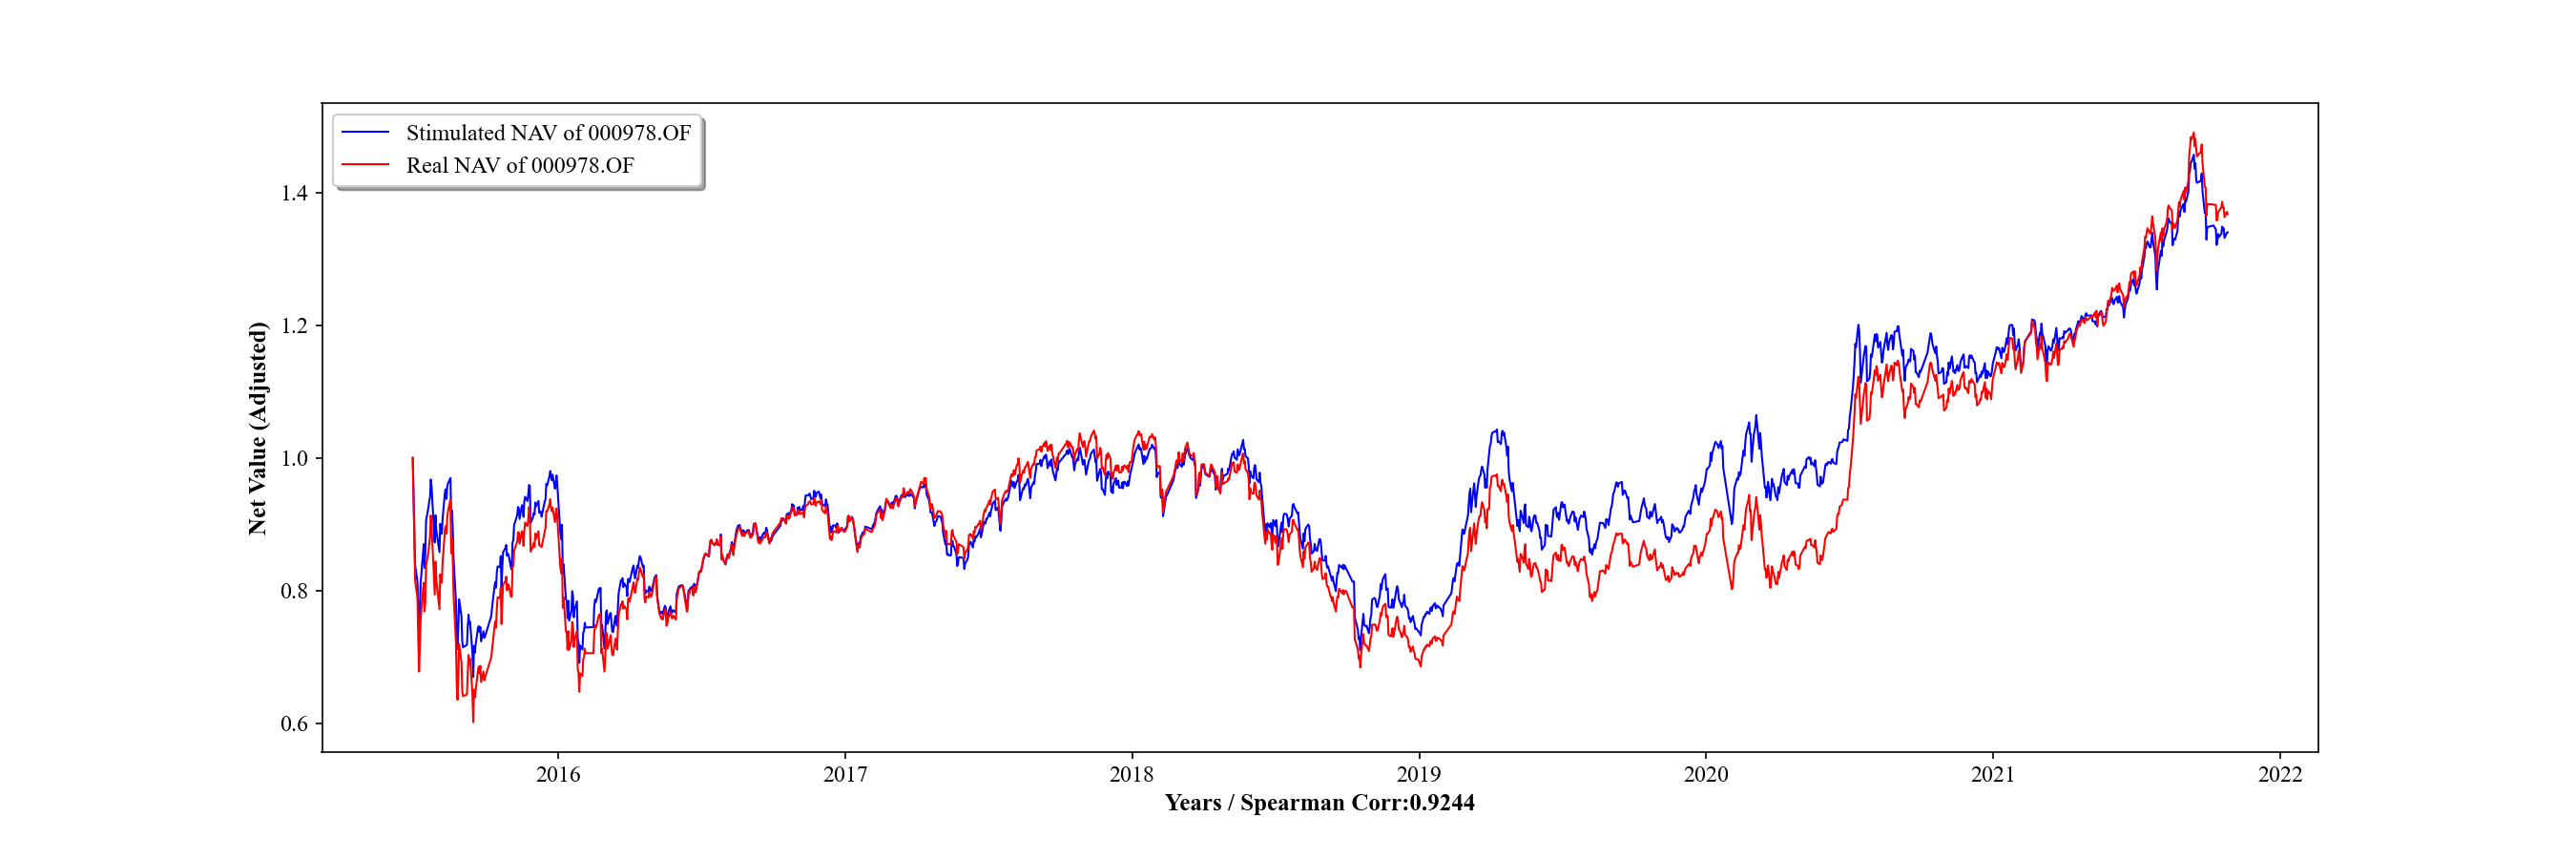 Stimulated NAV of 000978.OF
Real NAV of 000978.OF
Net Value (Adjusted)
1.4
1.2
1.0
0.8
0.6
2016 2017 2018 2019 2020 2021 2022
Years / Spearman Corr:0.9244